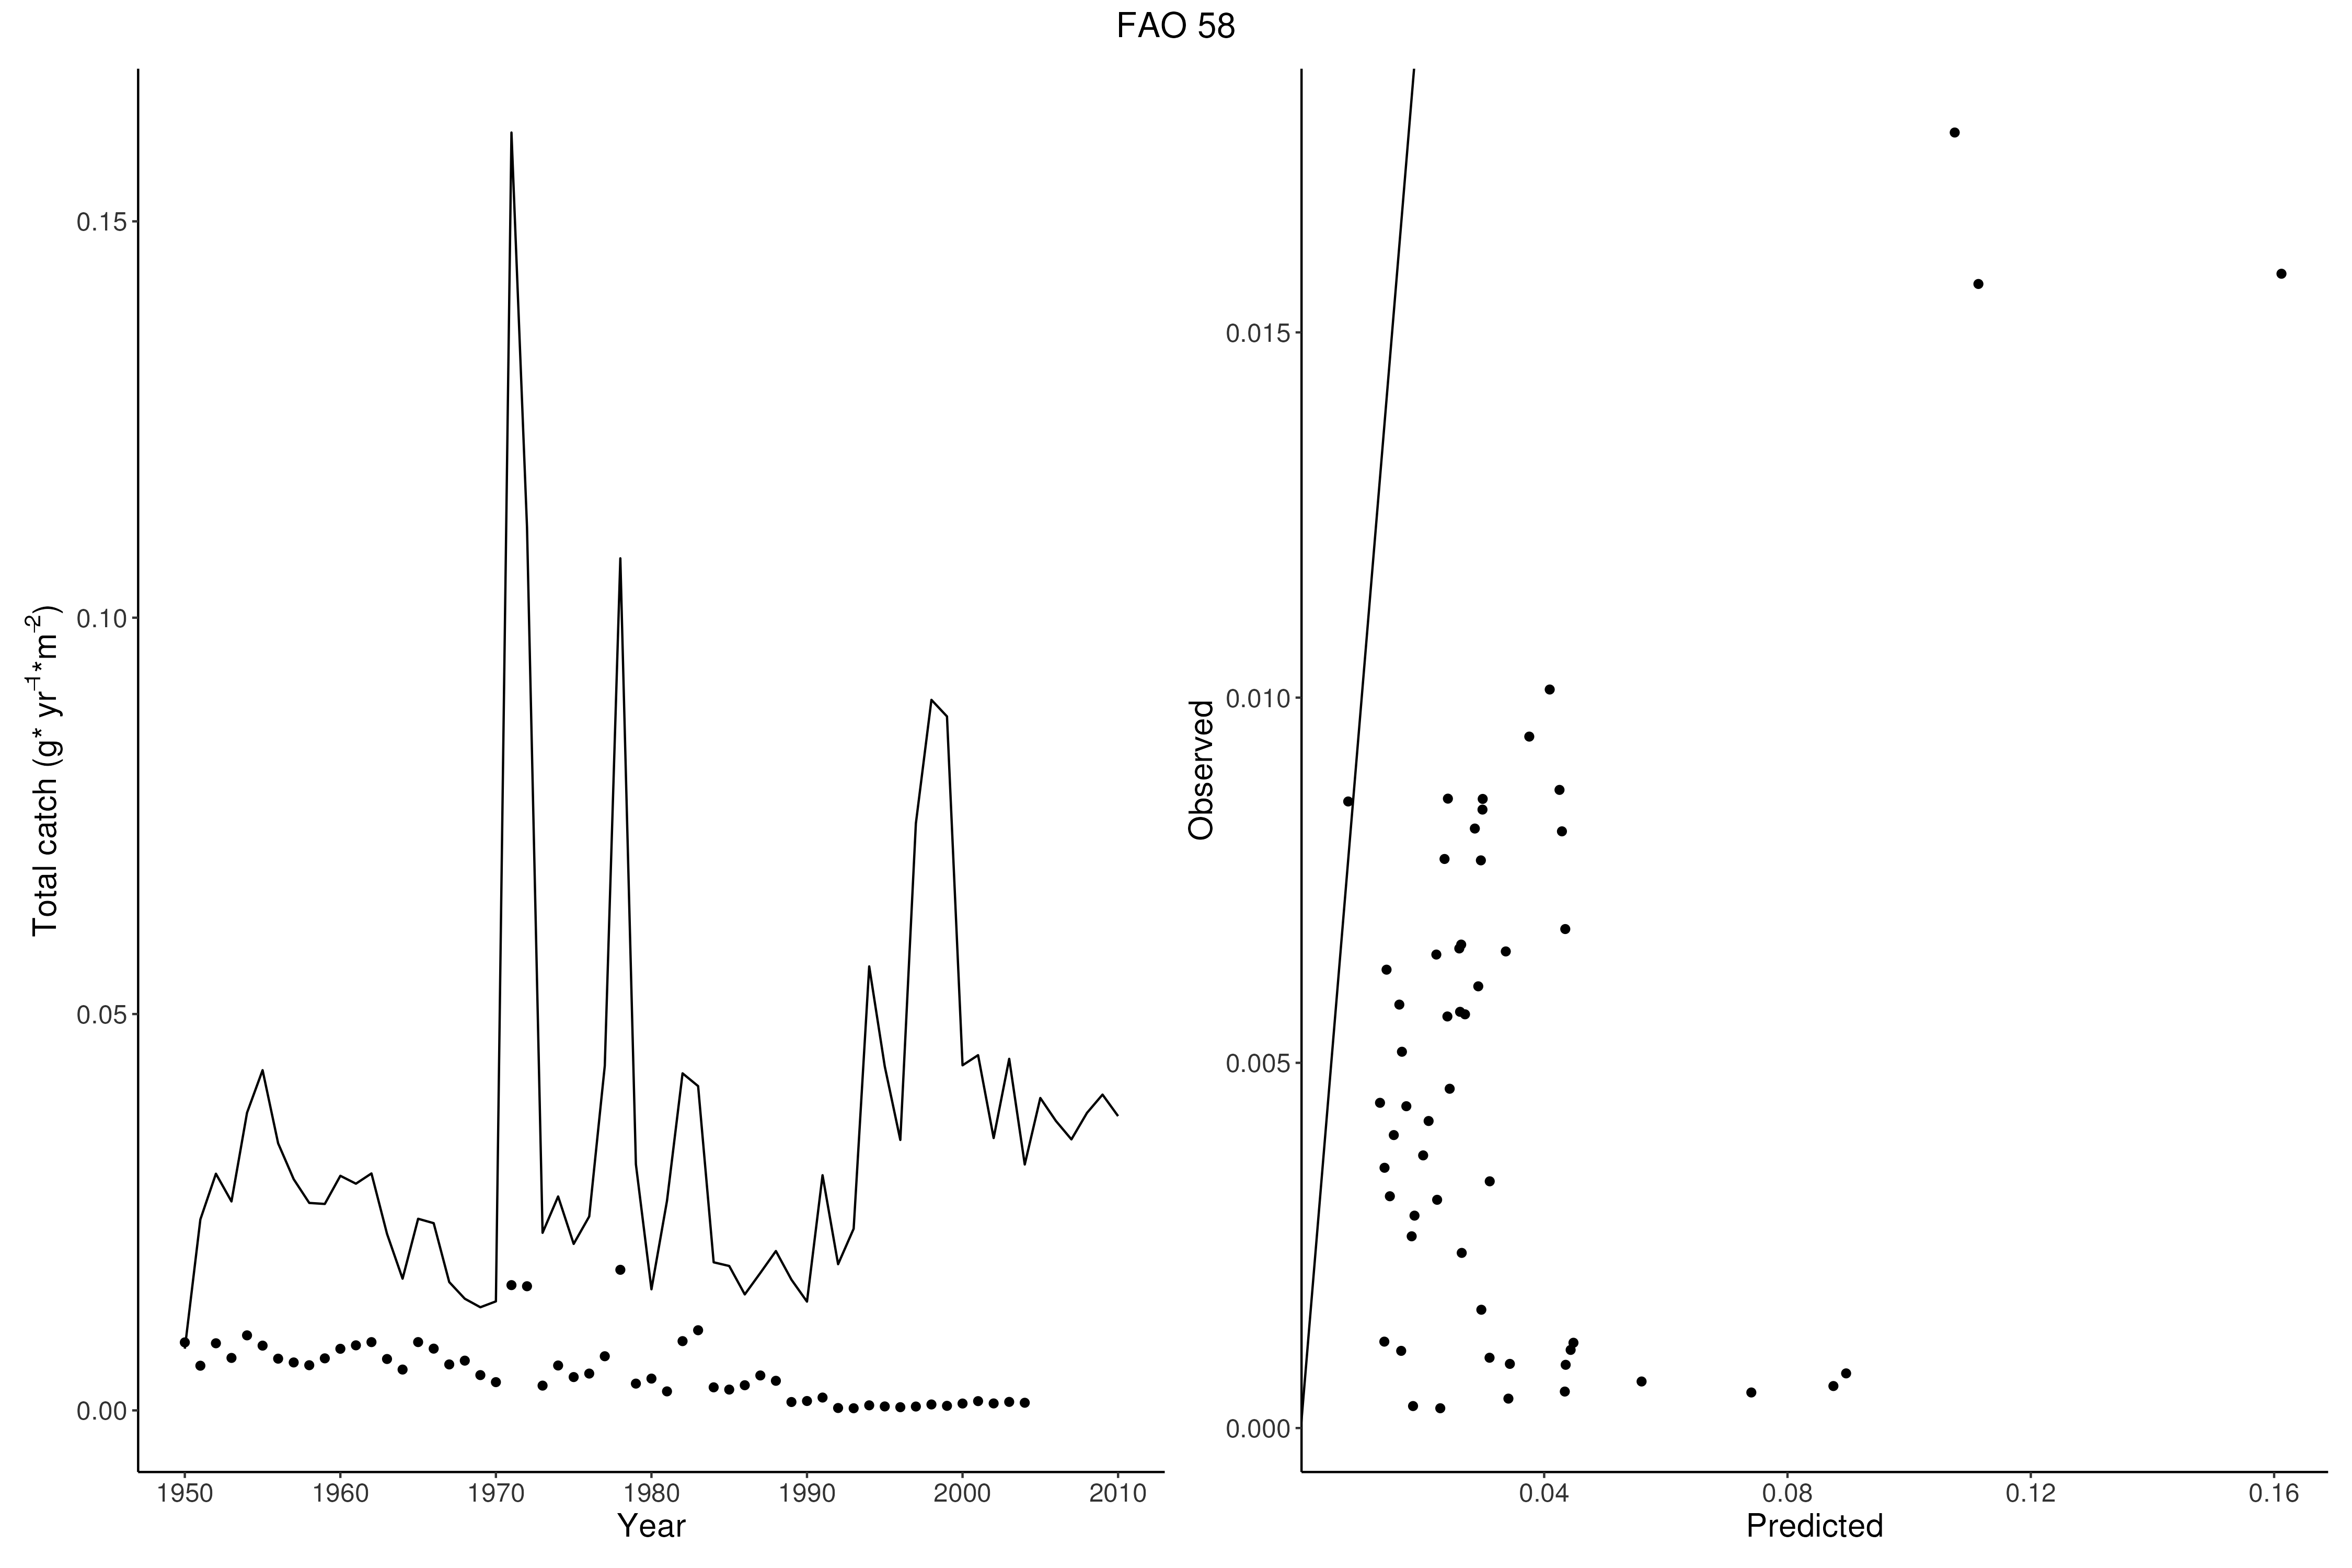 FAO 58
Total catch (g* yr⁻¹*m⁻²)
0.15
0.10
0.05
0.00
1950 1960 1970 1980 1990 2000 2010
Year
Observed
0.015
0.010
0.005
0.000
0.04 0.08 0.12 0.16
Predicted